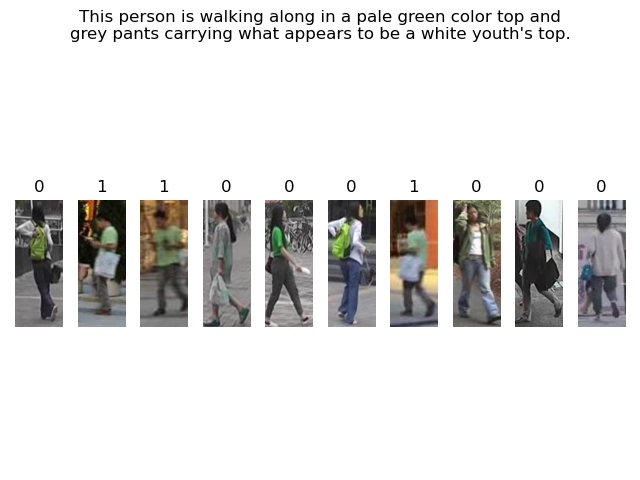 This person is walking along in a pale green color top and
grey pants carrying what appears to be a white youth's top.
0 1 1 0 0 0 1 0 0 0